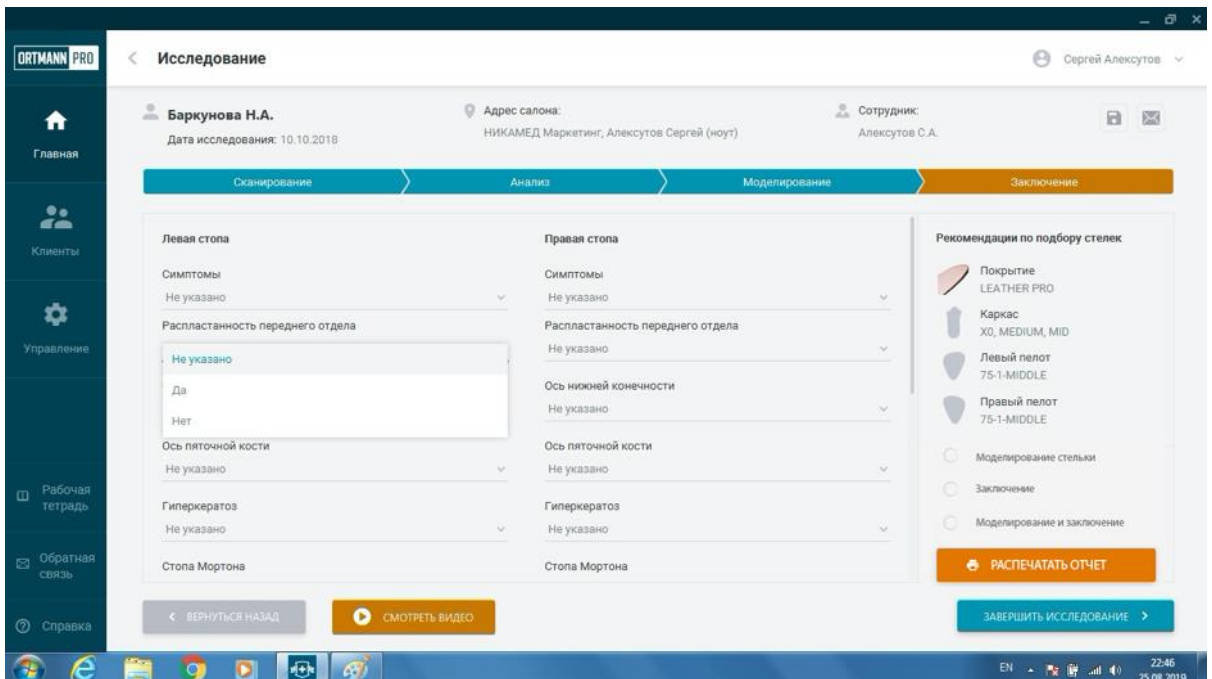 ORTMANN PRO
Исследование
Сергей Алексутов
Главная
Клиенты
Управление
Рабочая
тетрадь
Обратная
связь
Справка
Баркунова Н.А.
Дата исследования: 10.10.2018
Адрес салона:
НИКАМЕД Маркетинг, Алексутов Сергей (ноут)
Сотрудник:
Алексутов С.А.
Сканирование
Анализ
Моделирование
Заключение
Левая стопа
Симптомы
Не указано
Распластанность переднего отдела
Не указано
Да
Нет
Ось пяточной кости
Не указано
Гиперкератоз
Не указано
Стопа Мортона
Правая стопа
Симптомы
Не указано
Распластанность переднего отдела
Не указано
Ось нижней конечности
Не указано
Ось пяточной кости
Не указано
Гиперкератоз
Не указано
Стопа Мортона
Рекомендации по подбору стелек
Покрытие
LEATHER PRO
Каркас
X0, MEDIUM, MID
Левый пелот
75-1-MIDDLE
Правый пелот
75-1-MIDDLE
Моделирование стельки
Заключение
Моделирование и заключение
РАСПЕЧАТАТЬ ОТЧЕТ
ВЕРНУТЬСЯ НАЗАД
СМОТРЕТЬ ВИДЕО
ЗАВЕРШИТЬ ИССЛЕДОВАНИЕ
EN
22:46
25.08.2019